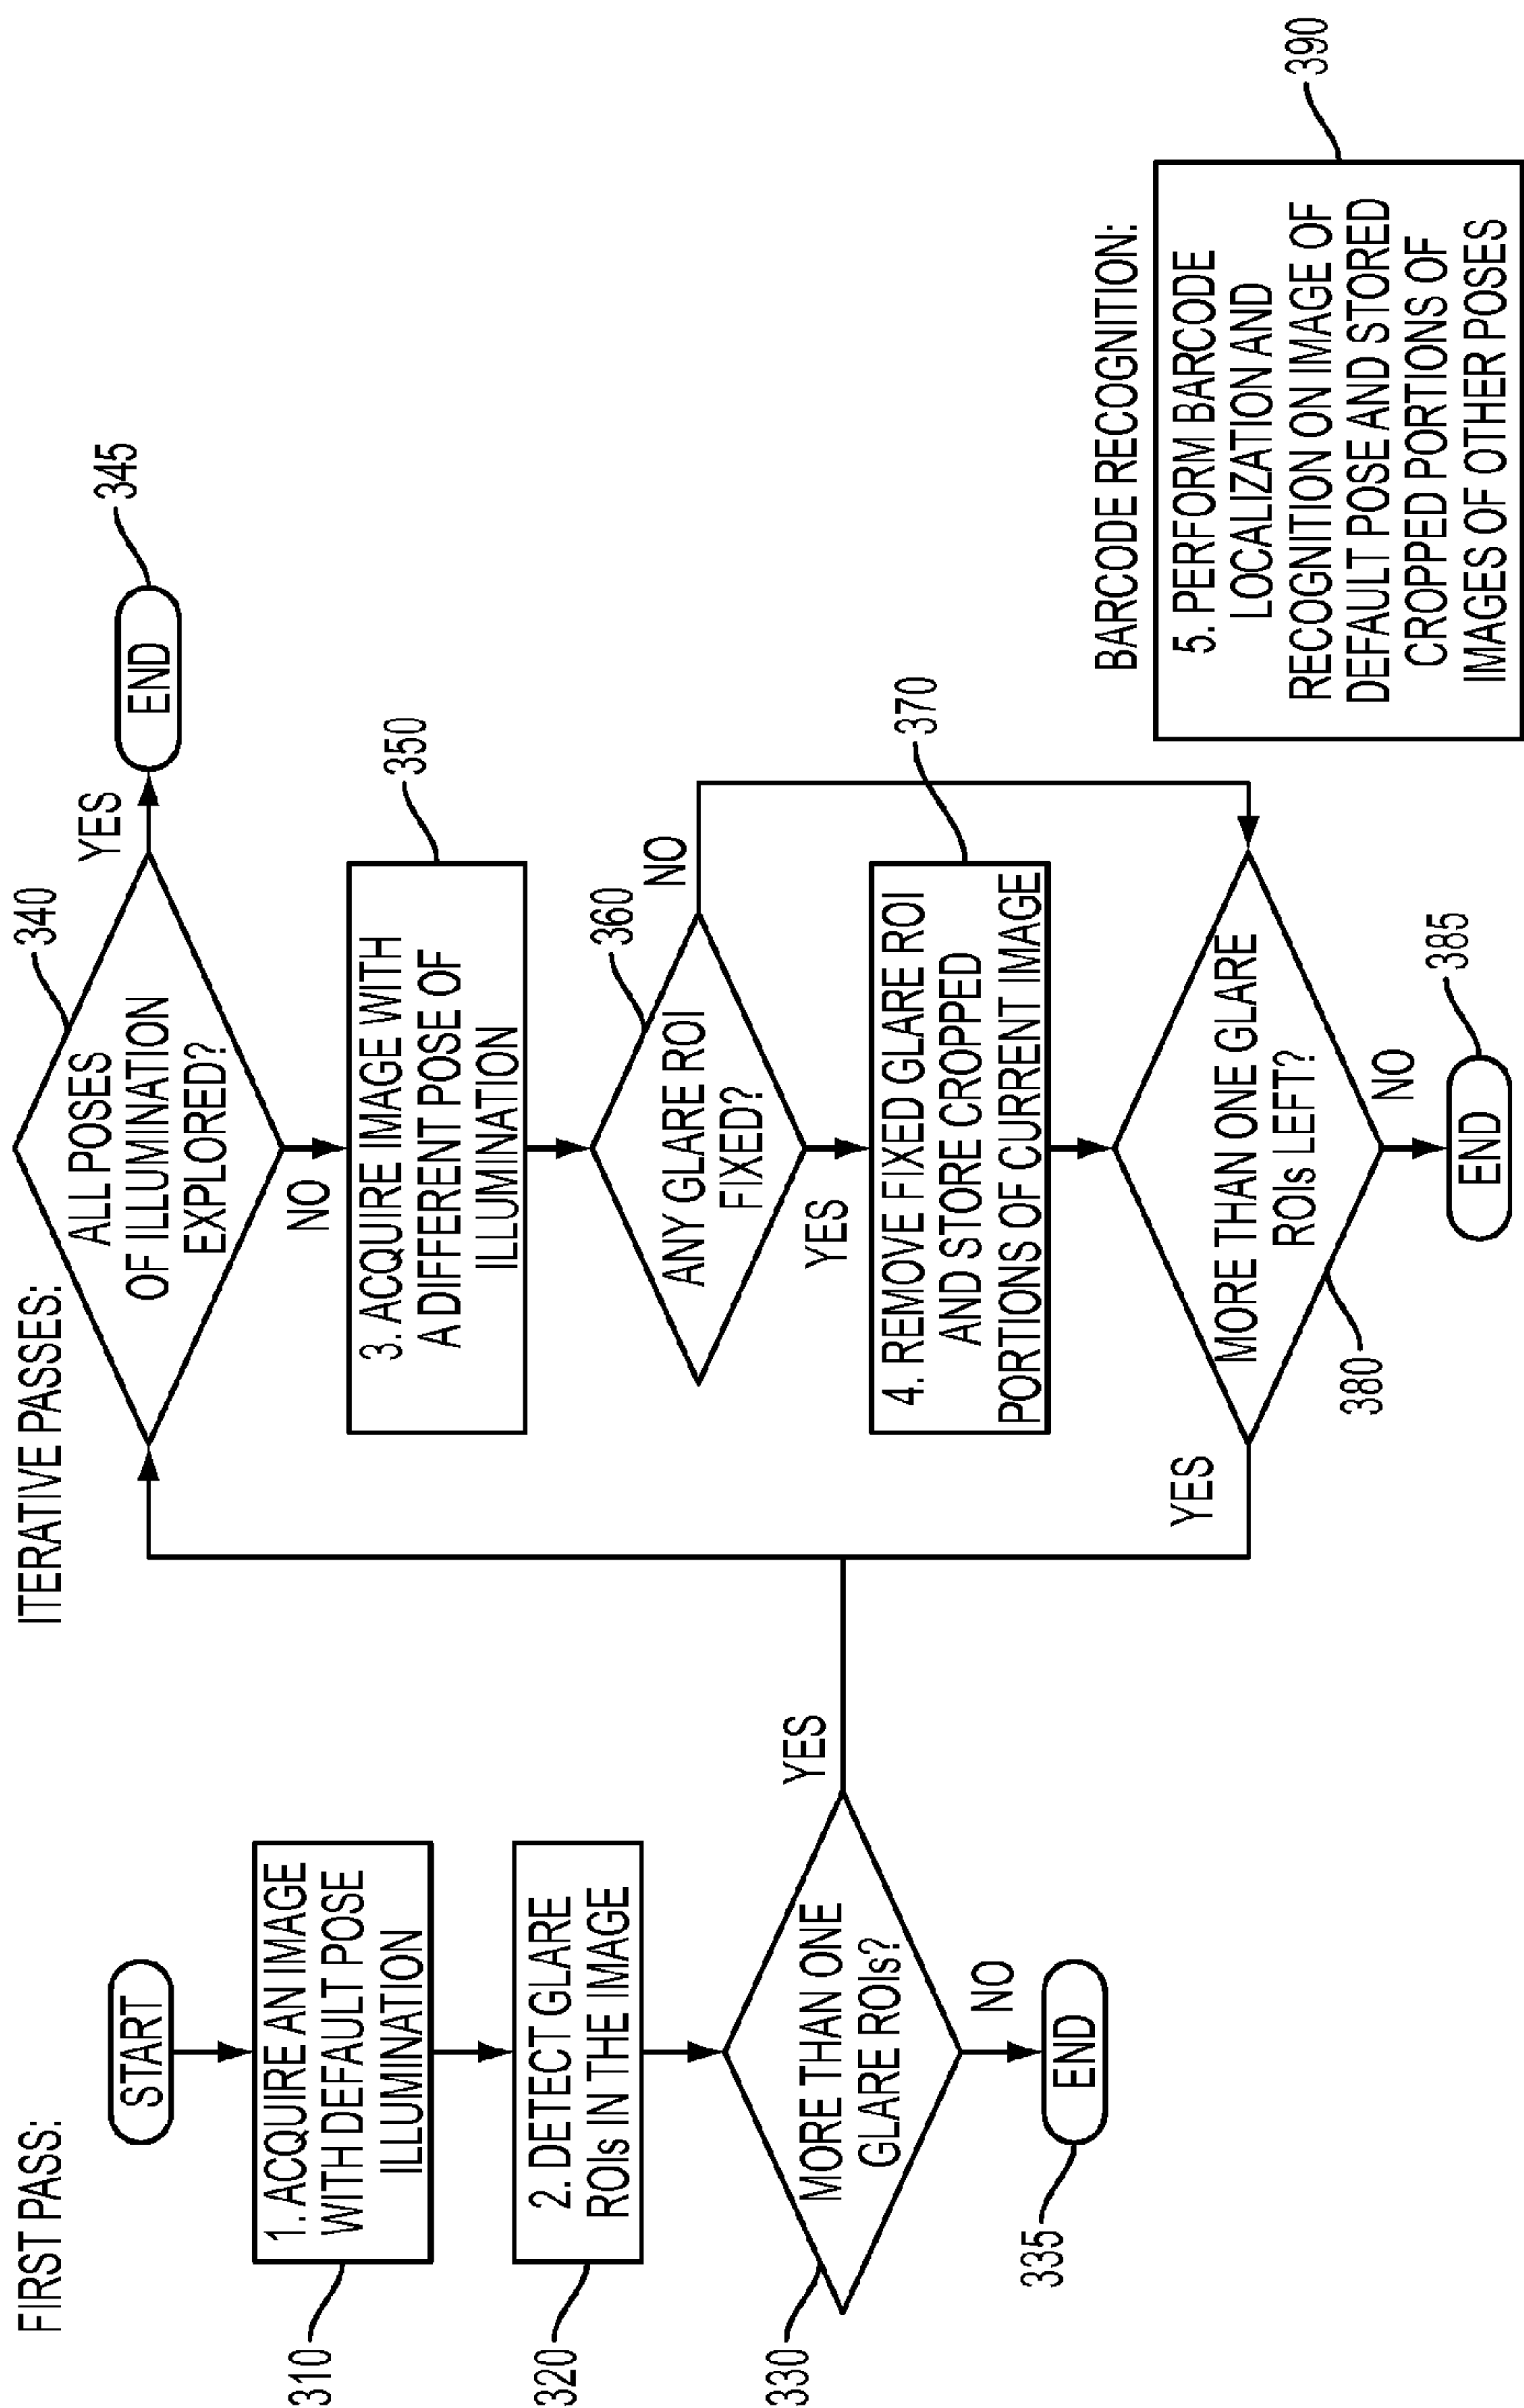 FIRST PASS:
START
1. ACQUIRE AN IMAGE
WITH DEFAULT POSE
ILLUMINATION
310
2. DETECT GLARE
ROIs IN THE IMAGE
320
MORE THAN ONE
GLARE ROIs?
330
YES
NO
END
335
ITERATIVE PASSES:
ALL POSES
OF ILLUMINATION
EXPLORED?
340
YES
END
345
NO
3. ACQUIRE IMAGE WITH
A DIFFERENT POSE OF
ILLUMINATION
350
ANY GLARE ROI
FIXED?
360
NO
YES
4. REMOVE FIXED GLARE ROI
AND STORE CROPPED
PORTIONS OF CURRENT IMAGE
370
MORE THAN ONE GLARE
ROIs LEFT?
380
YES
NO
END
385
BARCODE RECOGNITION:
5. PERFORM BARCODE
LOCALIZATION AND
RECOGNITION ON IMAGE OF
DEFAULT POSE AND STORED
CROPPED PORTIONS OF
IMAGES OF OTHER POSES
390